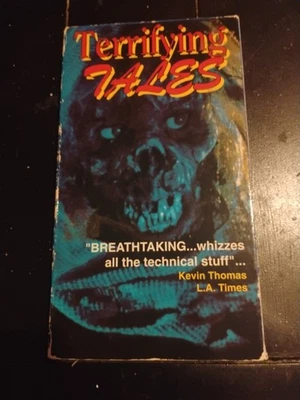 Terrifying
TALES
"BREATHTAKING...whizzes
all the technical stuff"...
Kevin Thomas
L.A. Times